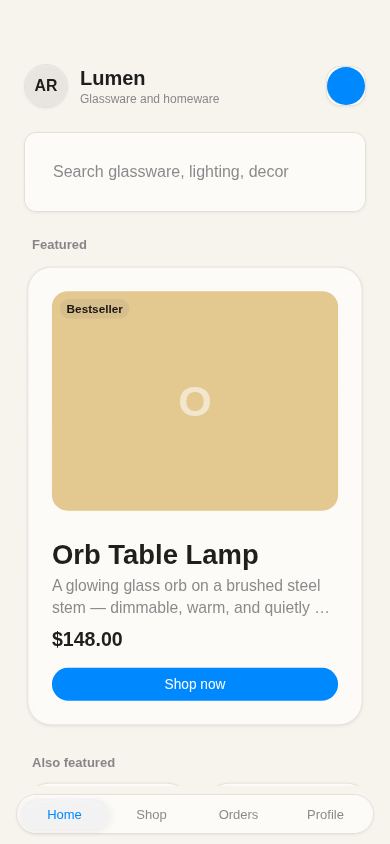 AR
Lumen
Glassware and homeware
Search glassware, lighting, decor
Featured
Bestseller
O
Orb Table Lamp
A glowing glass orb on a brushed steel
stem — dimmable, warm, and quietly …
$148.00
Shop now
Also featured
Home
Shop
Orders
Profile